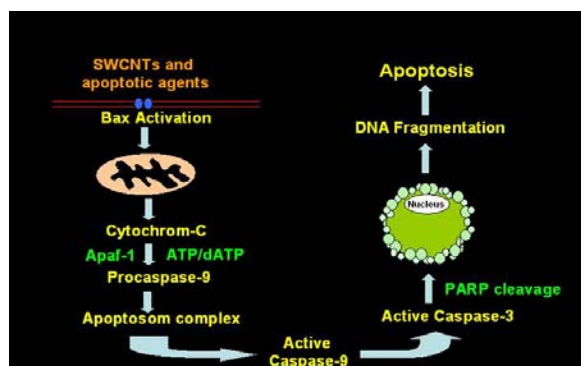 SWCNTs and
apoptotic agents
Bax Activation
Cytochrom-C
Apaf-1 ATP/dATP
Procaspase-9
Apoptosom complex
Active
Caspase-9
Active Caspase-3
PARP cleavage
Nucleus
DNA Fragmentation
Apoptosis